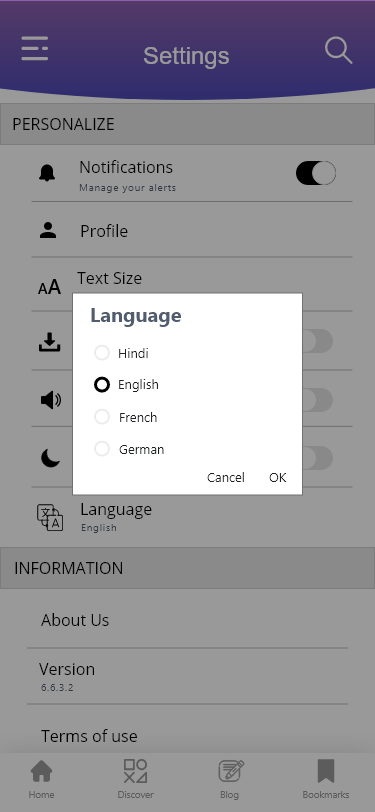 Settings
PERSONALIZE
Notifications
Manage your alerts
Profile
AA
Text Size
Language
Hindi
English
French
German
Cancel
OK
A
Language
English
INFORMATION
About Us
Version
6.6.3.2
Terms of use
Home
Discover
Blog
Bookmarks